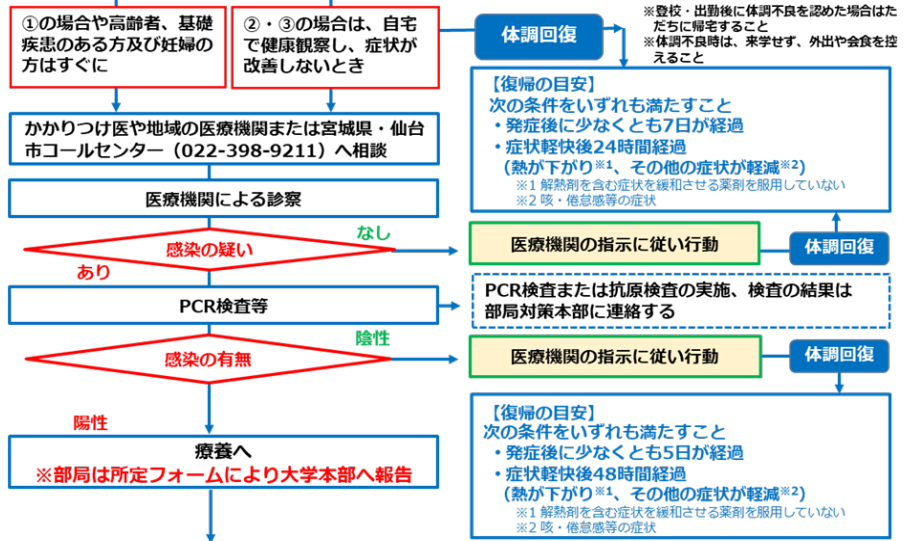 ①の場合や高齢者、基礎
疾患のある方及び妊婦の
方はすぐに
②・③の場合は、自宅
で健康観察し、症状が
改善しないとき
体調回復
※登校・出勤後に体調不良を認めた場合はた
だちに帰宅すること
※体調不良時は、来学せず、外出や会食を控
えること
【復帰の目安】
次の条件をいずれも満たすこと
・発症後に少なくとも7日が経過
・症状軽快後24時間経過
(熱が下がり※1、その他の症状が軽減※2)
※1 解熱剤を含む症状を緩和させる薬剤を服用していない
※2 咳・倦怠感等の症状
かかりつけ医や地域の医療機関または宮城県・仙台
市コールセンター（022-398-9211）へ相談
医療機関による診察
感染の疑い
なし
医療機関の指示に従い行動
体調回復
あり
PCR検査等
PCR検査または抗原検査の実施、検査の結果は
部局対策本部に連絡する
感染の有無
陰性
医療機関の指示に従い行動
体調回復
陽性
療養へ
※部局は所定フォームにより大学本部へ報告
【復帰の目安】
次の条件をいずれも満たすこと
・発症後に少なくとも5日が経過
・症状軽快後48時間経過
(熱が下がり※1、その他の症状が軽減※2)
※1 解熱剤を含む症状を緩和させる薬剤を服用していない
※2 咳・倦怠感等の症状